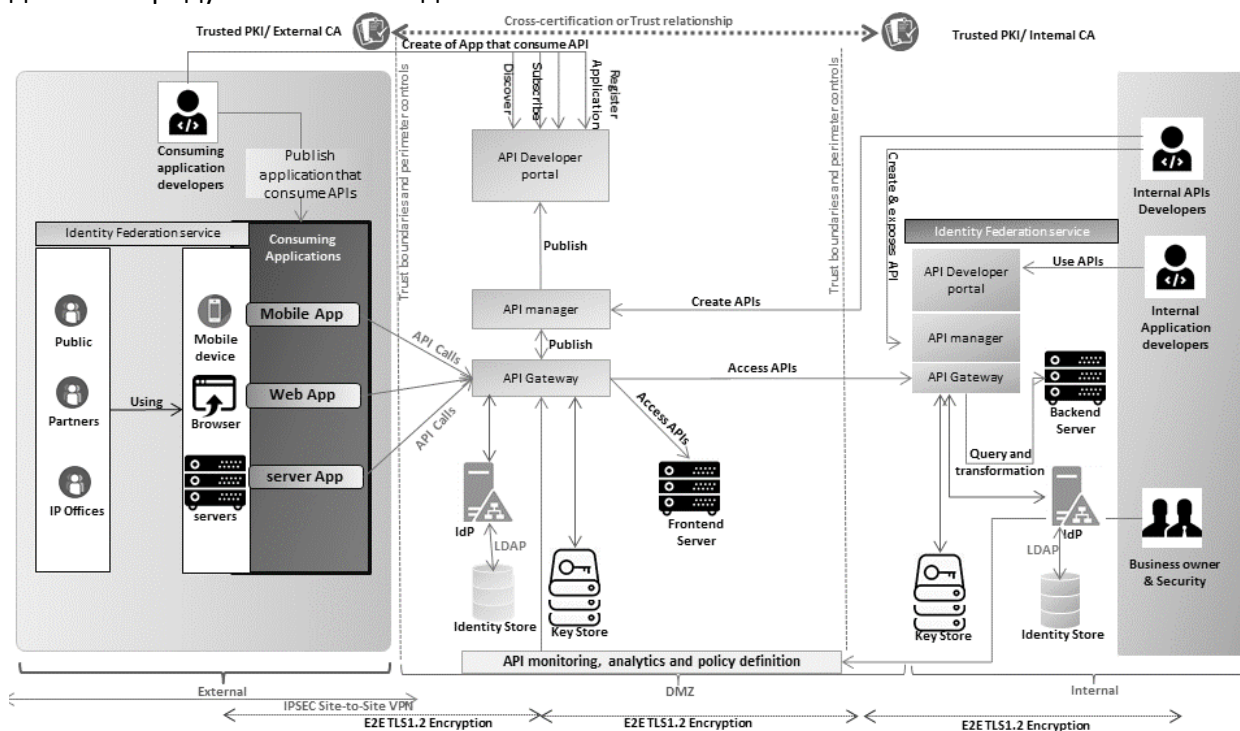 Cross-certification or Trust relationship
Trusted PKI/ External CA
Trusted PKI/ Internal CA
Create of App that consume API
Discover
Subscribe
Register
Application
Trust boundaries and perimeter controls
Trust boundaries and perimeter controls
Consuming
application
developers
Publish
application that
consume APIs
API Developer
portal
Create & exposes API
Internal APIs
Developers
Identity Federation service
Consuming
Applications
Publish
Identity Federation service
API Developer
portal
Use APIs
Internal
Application
developers
Public
Mobile
device
Mobile App
API Calls
API manager
Create APIs
API manager
Publish
Partners
Using
Browser
Web App
API Gateway
Access APIs
API Gateway
Backend
Server
API Calls
Access APIs
Query and
transformation
IP Offices
servers
server App
IdP
Frontend
Server
IdP
LDAP
LDAP
Business owner
& Security
Identity Store
Key Store
Key Store
Identity Store
API monitoring, analytics and policy definition
External
DMZ
Internal
IPSEC Site-to-Site VPN
E2E TLS1.2 Encryption
E2E TLS1.2 Encryption
E2E TLS1.2 Encryption